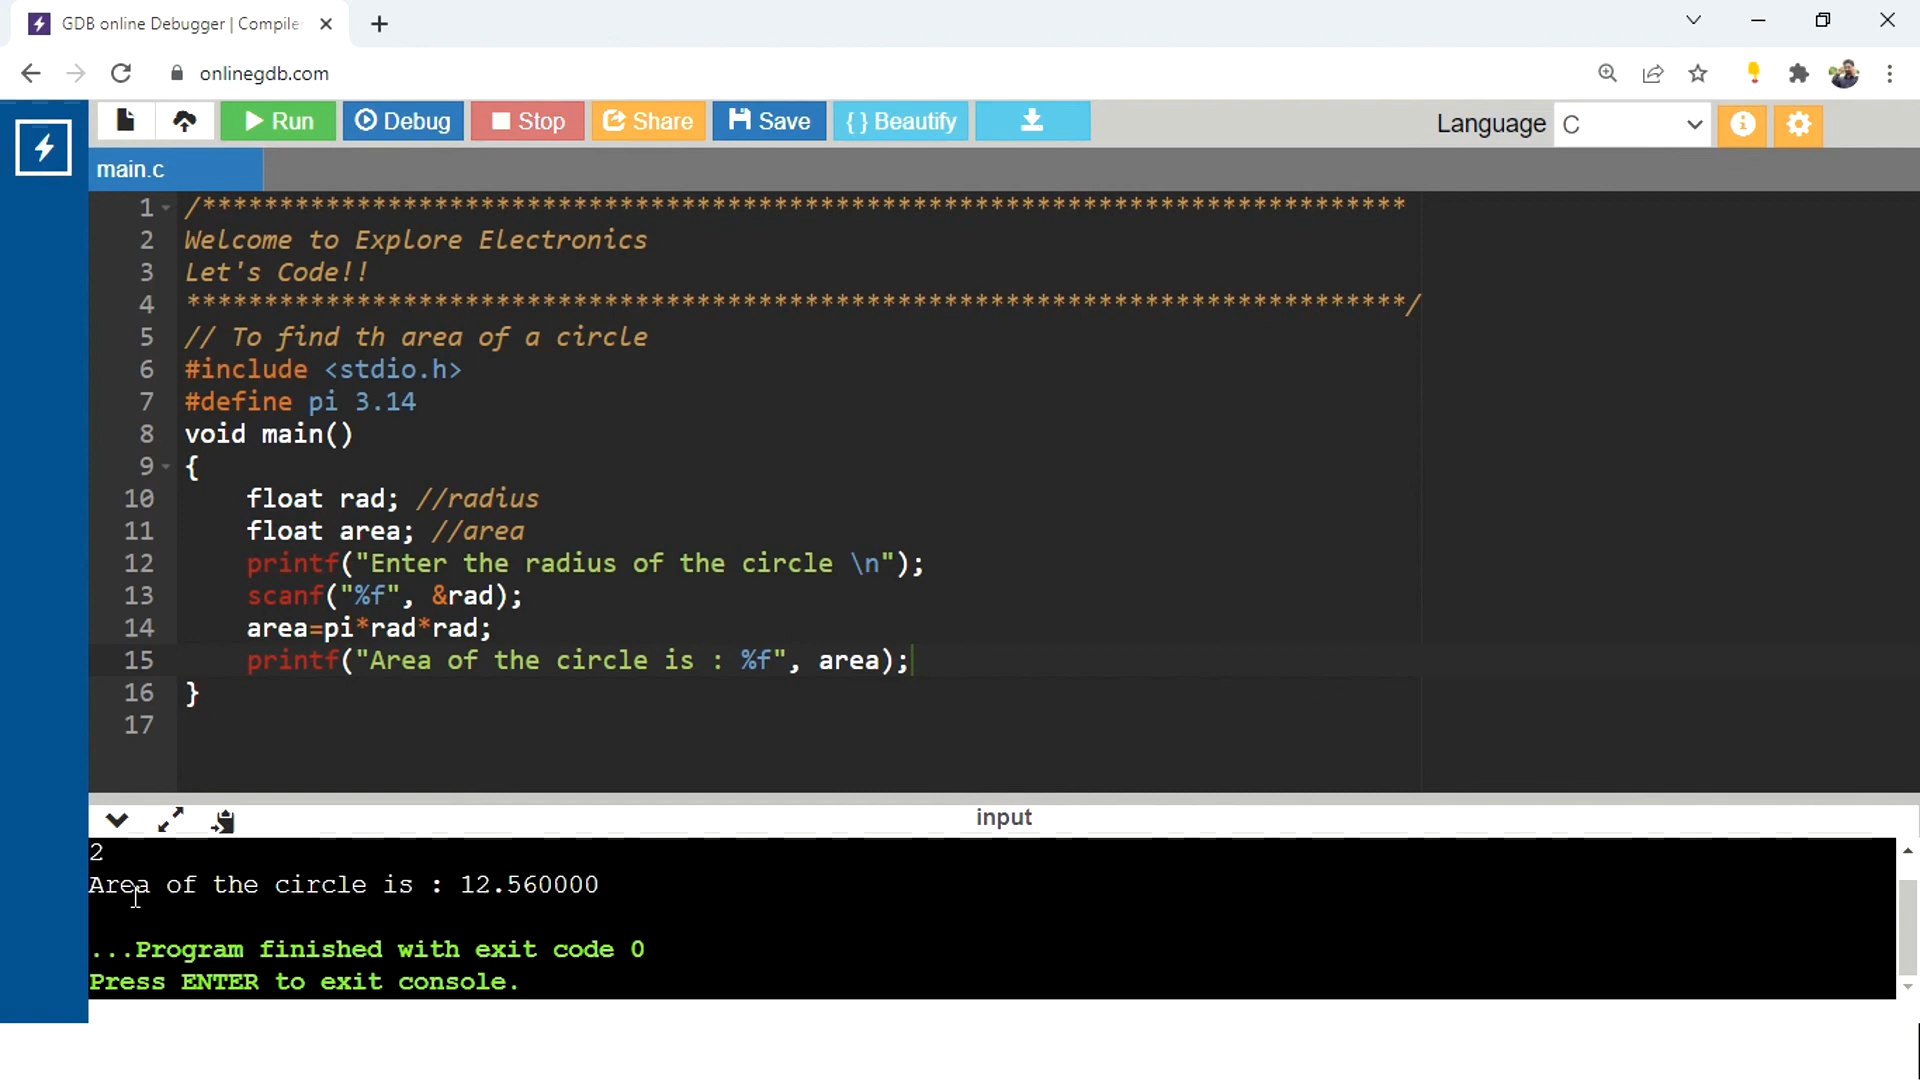 GDB online Debugger | Compiler
onlinegdb.com
Run Debug Stop Share Save { } Beautify Language C
main.c
1 /******************************************************************************
2 Welcome to Explore Electronics
3 Let's Code!!
4 *******************************************************************************/
5 // To find th area of a circle
6 #include <stdio.h>
7 #define pi 3.14
8 void main()
9 {
10 float rad; //radius
11 float area; //area
12 printf("Enter the radius of the circle \n");
13 scanf("%f", &rad);
14 area=pi*rad*rad;
15 printf("Area of the circle is : %f", area);
16 }
17
input
2
Area of the circle is : 12.560000
...Program finished with exit code 0
Press ENTER to exit console.